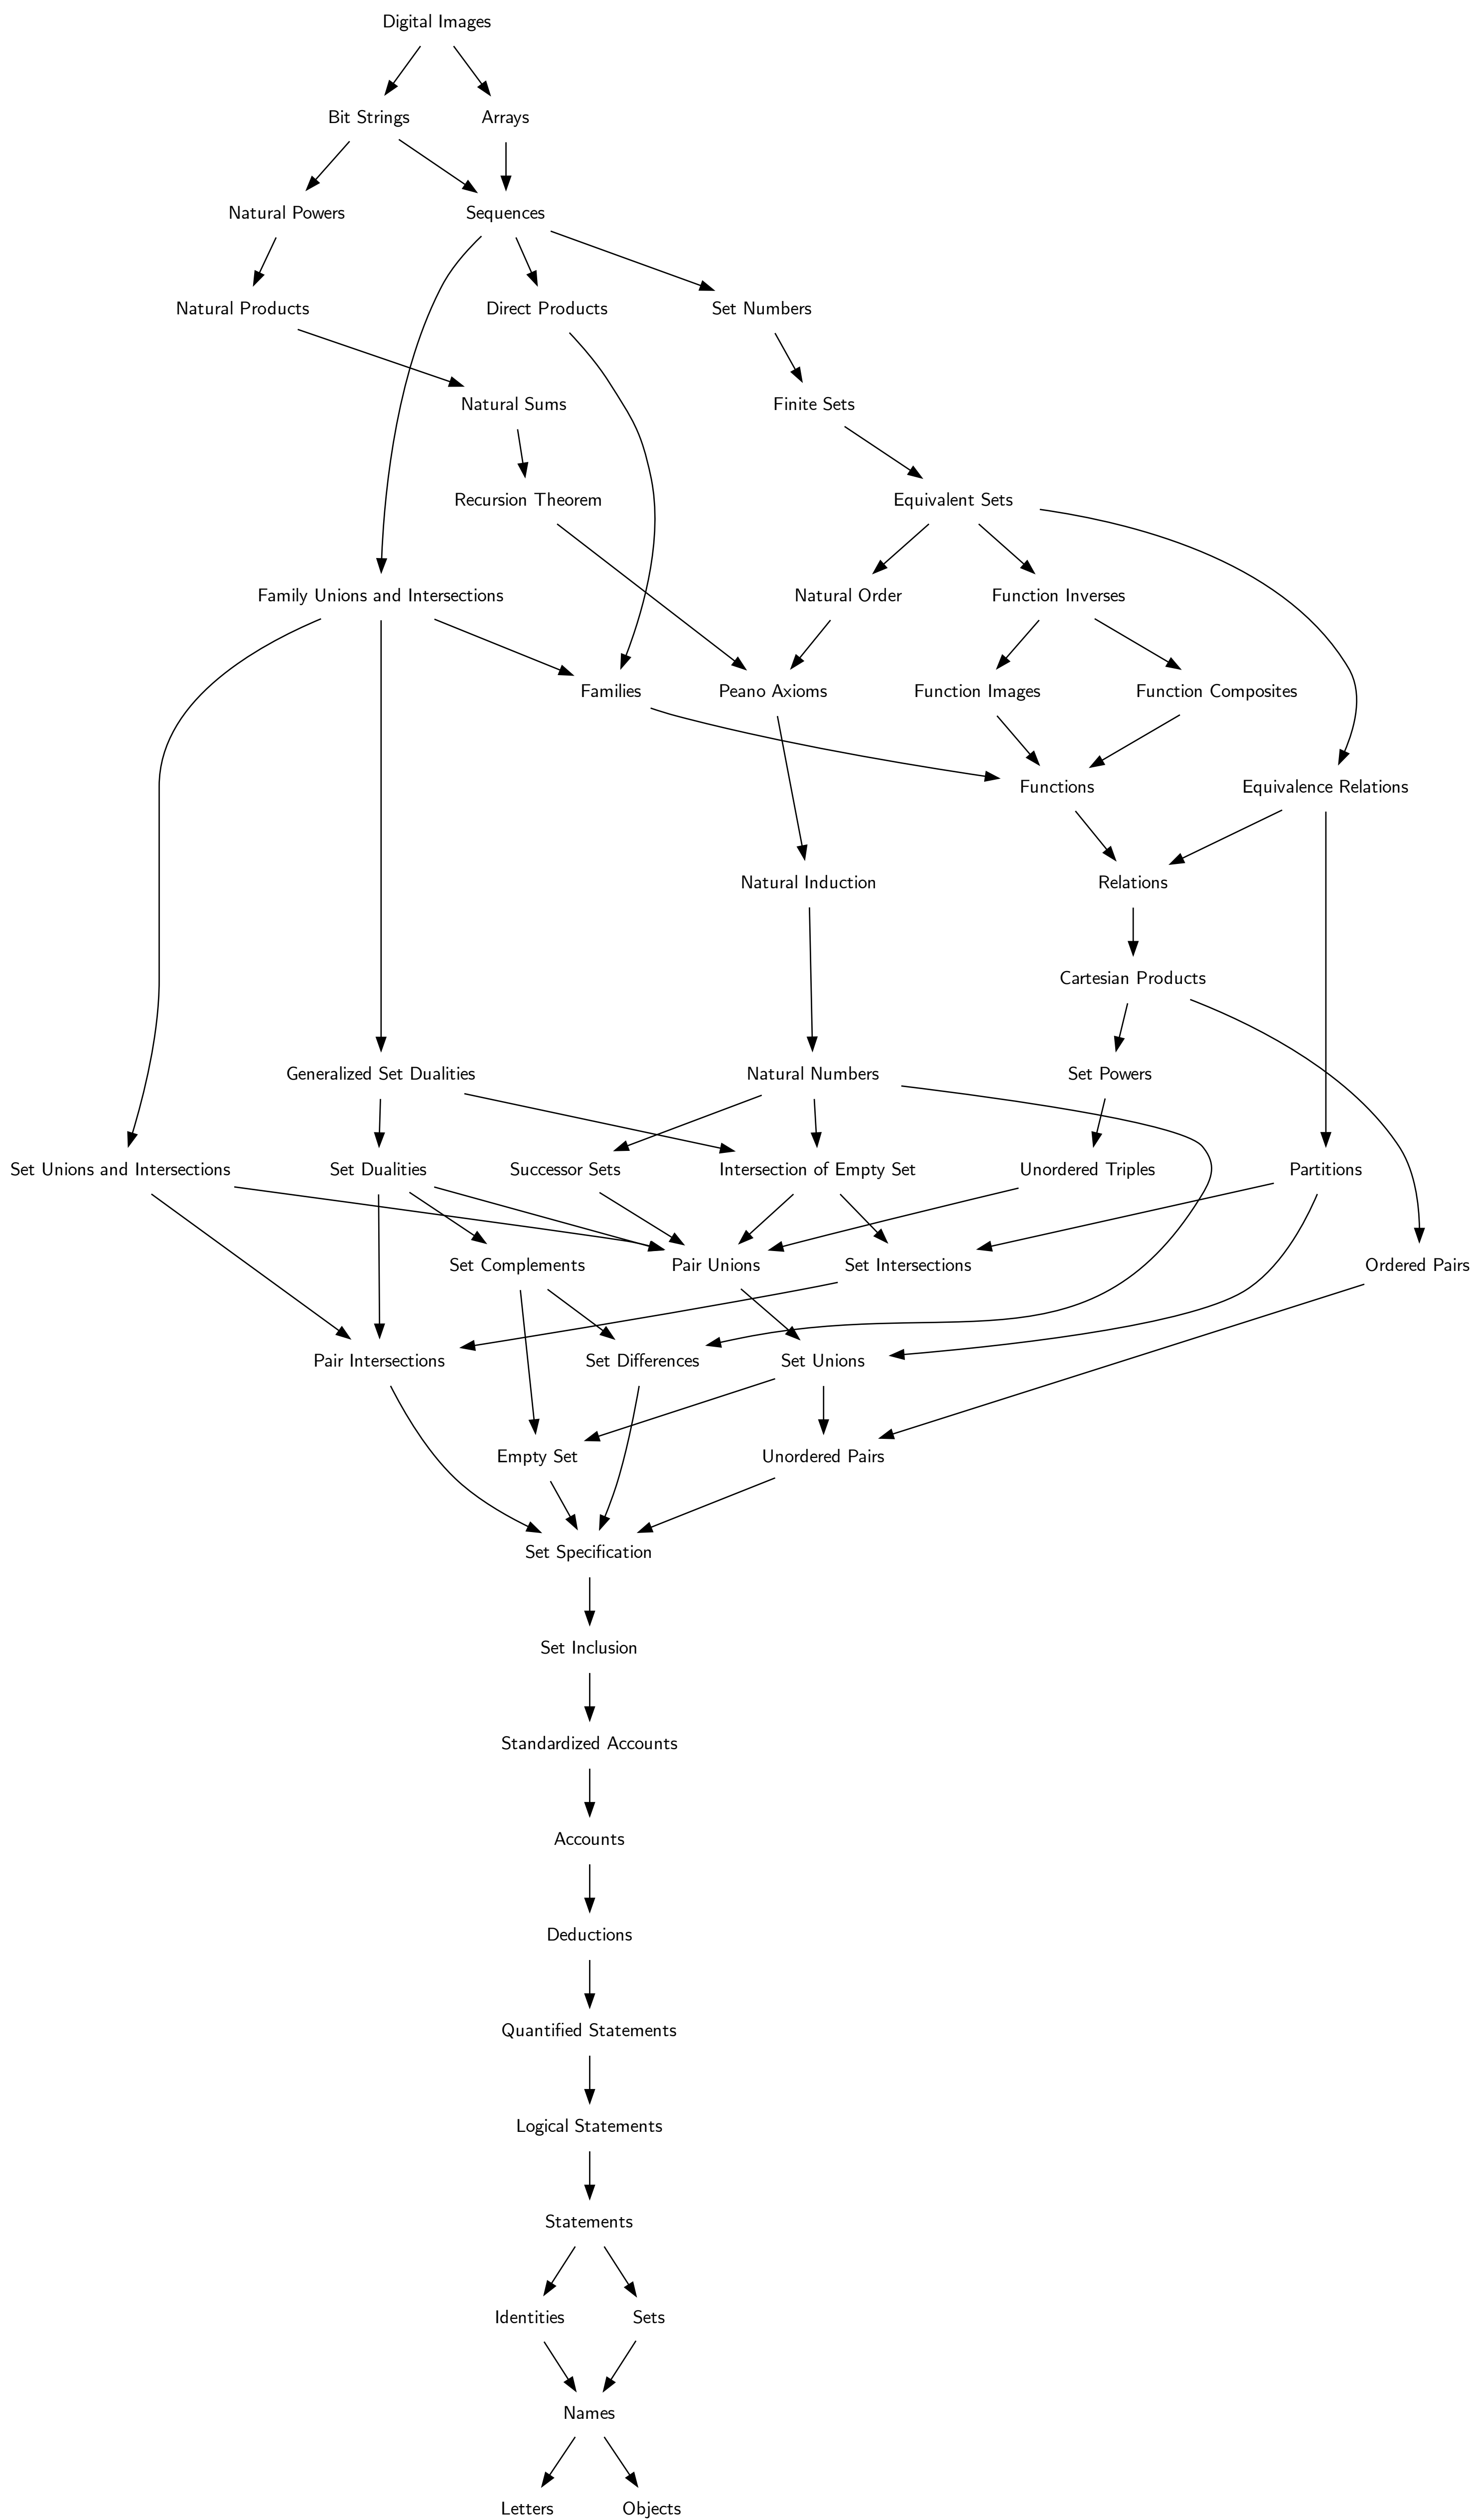 Digital Images
Bit Strings
Arrays
Natural Powers
Sequences
Natural Products
Direct Products
Set Numbers
Natural Sums
Finite Sets
Recursion Theorem
Equivalent Sets
Family Unions and Intersections
Natural Order
Function Inverses
Families
Peano Axioms
Function Images
Function Composites
Functions
Equivalence Relations
Natural Induction
Relations
Cartesian Products
Generalized Set Dualities
Natural Numbers
Set Powers
Set Unions and Intersections
Set Dualities
Successor Sets
Intersection of Empty Set
Unordered Triples
Partitions
Set Complements
Pair Unions
Set Intersections
Ordered Pairs
Pair Intersections
Set Differences
Set Unions
Empty Set
Unordered Pairs
Set Specification
Set Inclusion
Standardized Accounts
Accounts
Deductions
Quantified Statements
Logical Statements
Statements
Identities
Sets
Names
Letters
Objects